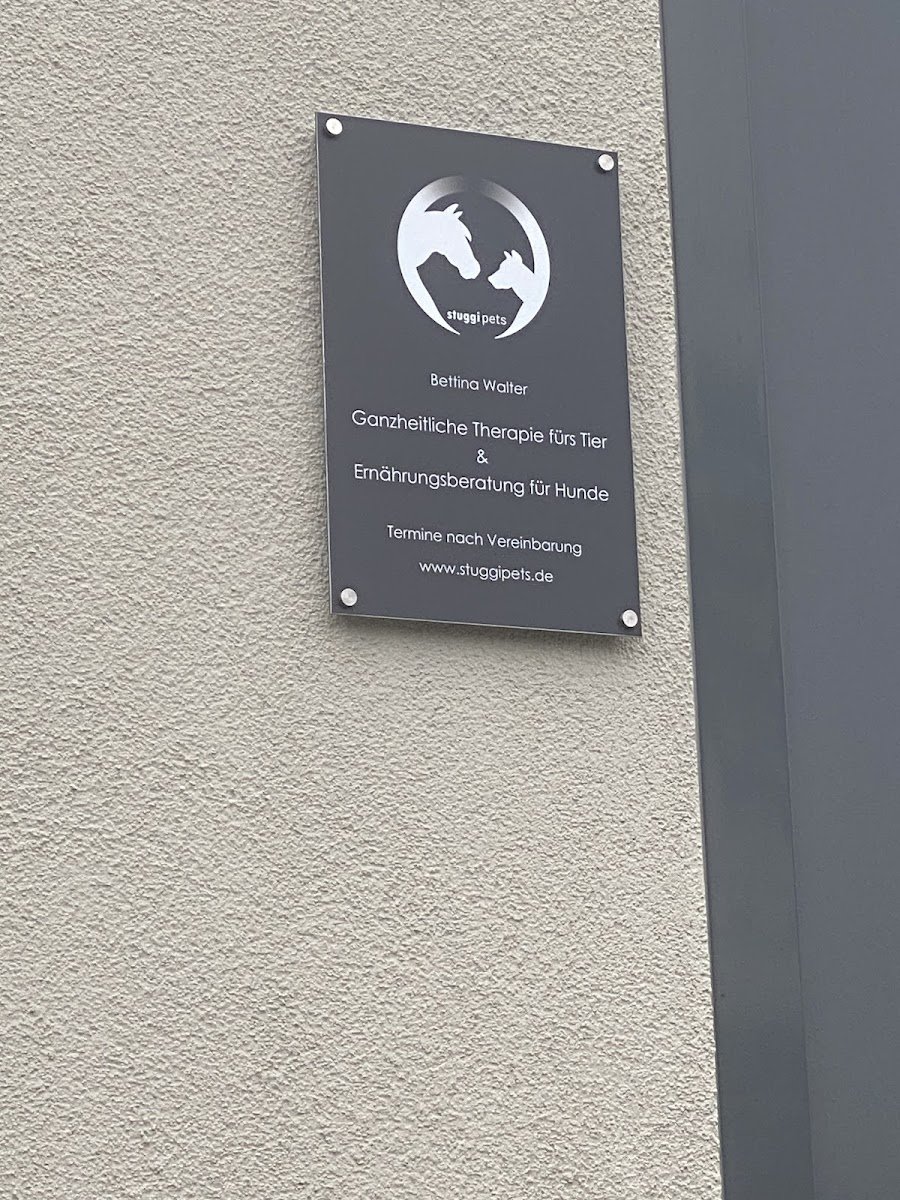 stuggipets
Bettina Walter
Ganzheitliche Therapie fürs Tier
&
Ernährungsberatung für Hunde
Termine nach Vereinbarung
www.stuggipets.de